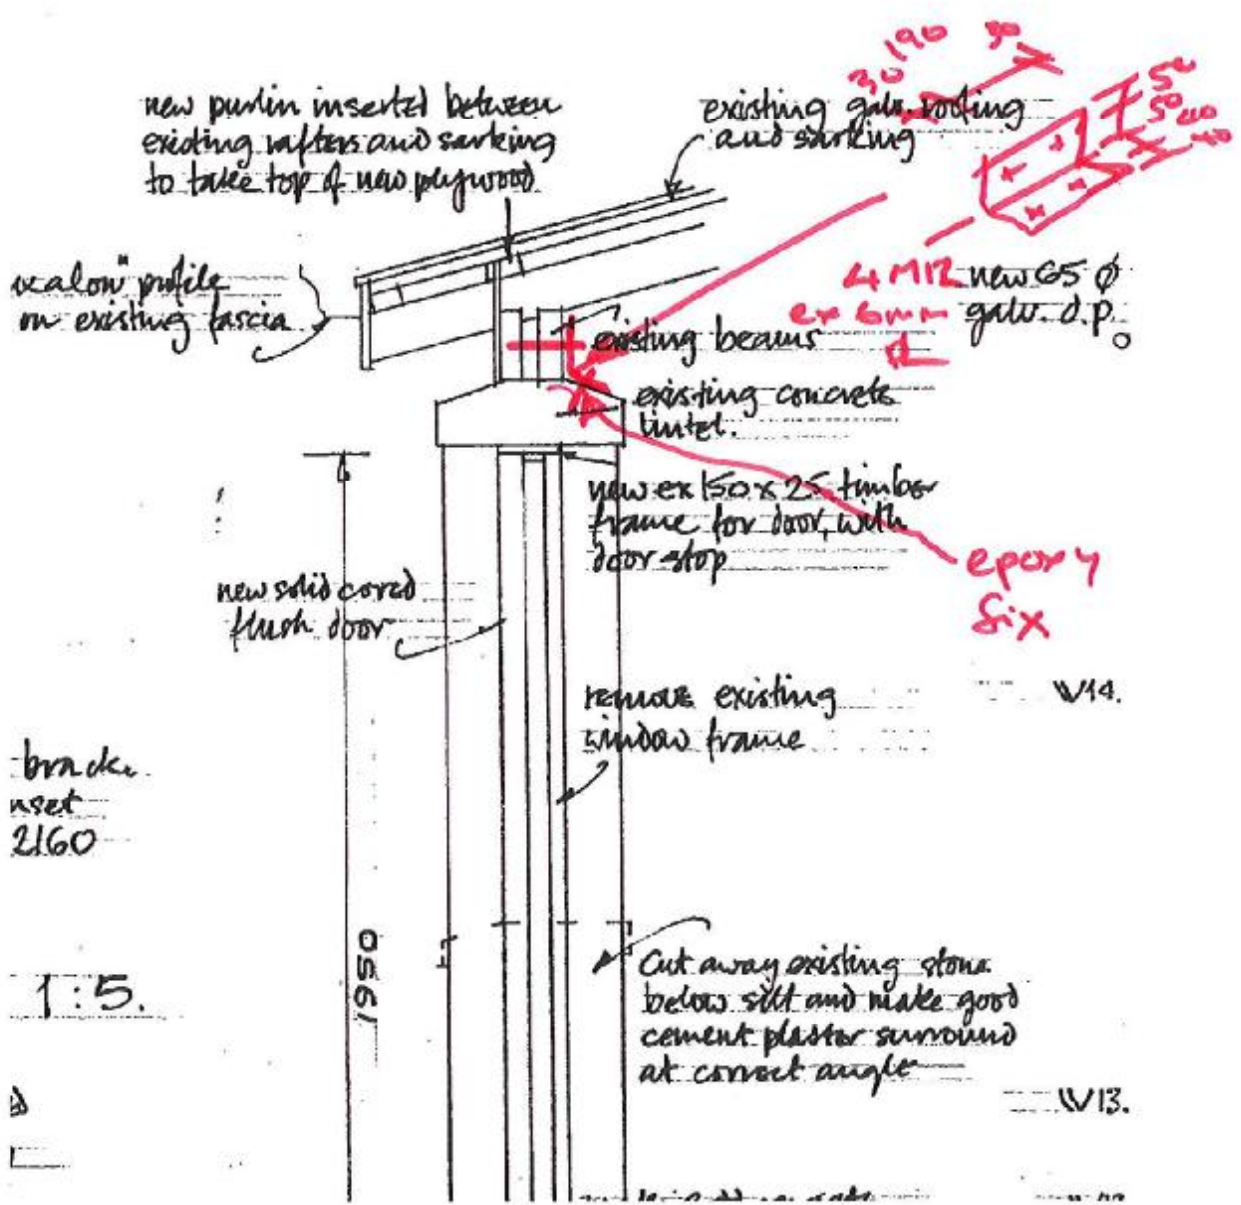 new purlin inserted between
existing rafters and sarking
to take top of new plywood
existing galv. roofing
and sarking
30 190 30
50
50
40
40
profile
on existing fascia
4 M12
ex 6mm
new 65 ø
galv. d.p.
existing beams
existing concrete
lintel.
new ex 150 x 25 timber
frame for door, with
door stop
epoxy
fix
new solid cored
flush door
remove existing
window frame
W14.
2160
1950
1:5.
Cut away existing stone
below sill and make good
cement plaster surround
at correct angle
W13.